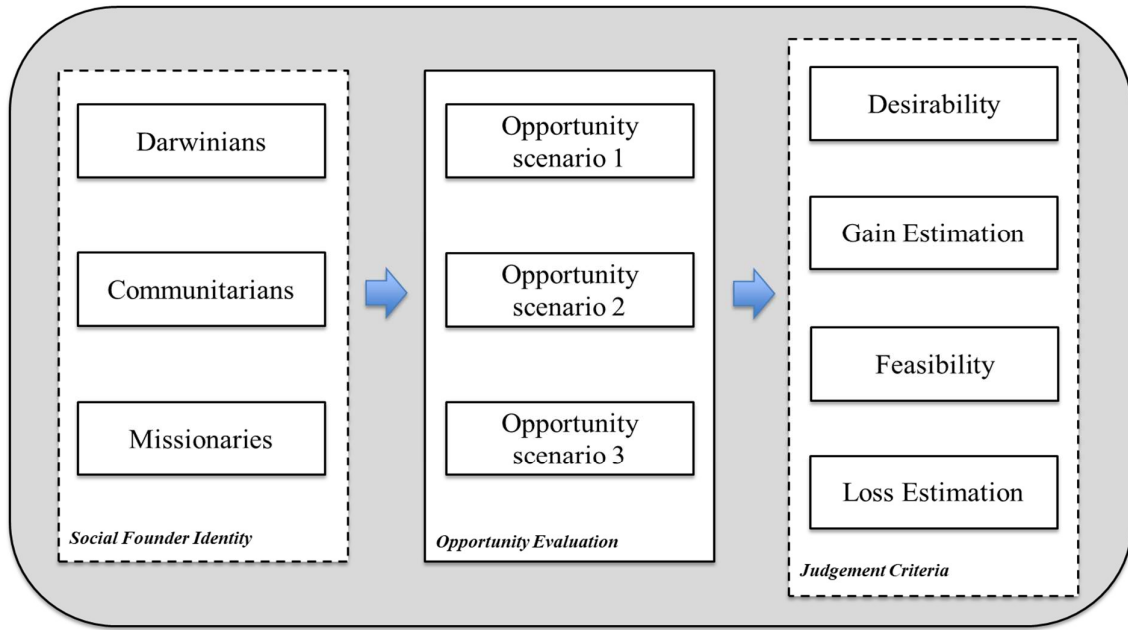 Darwinians
Communitarians
Missionaries
Social Founder Identity
Opportunity
scenario 1
Opportunity
scenario 2
Opportunity
scenario 3
Opportunity Evaluation
Desirability
Gain Estimation
Feasibility
Loss Estimation
Judgement Criteria